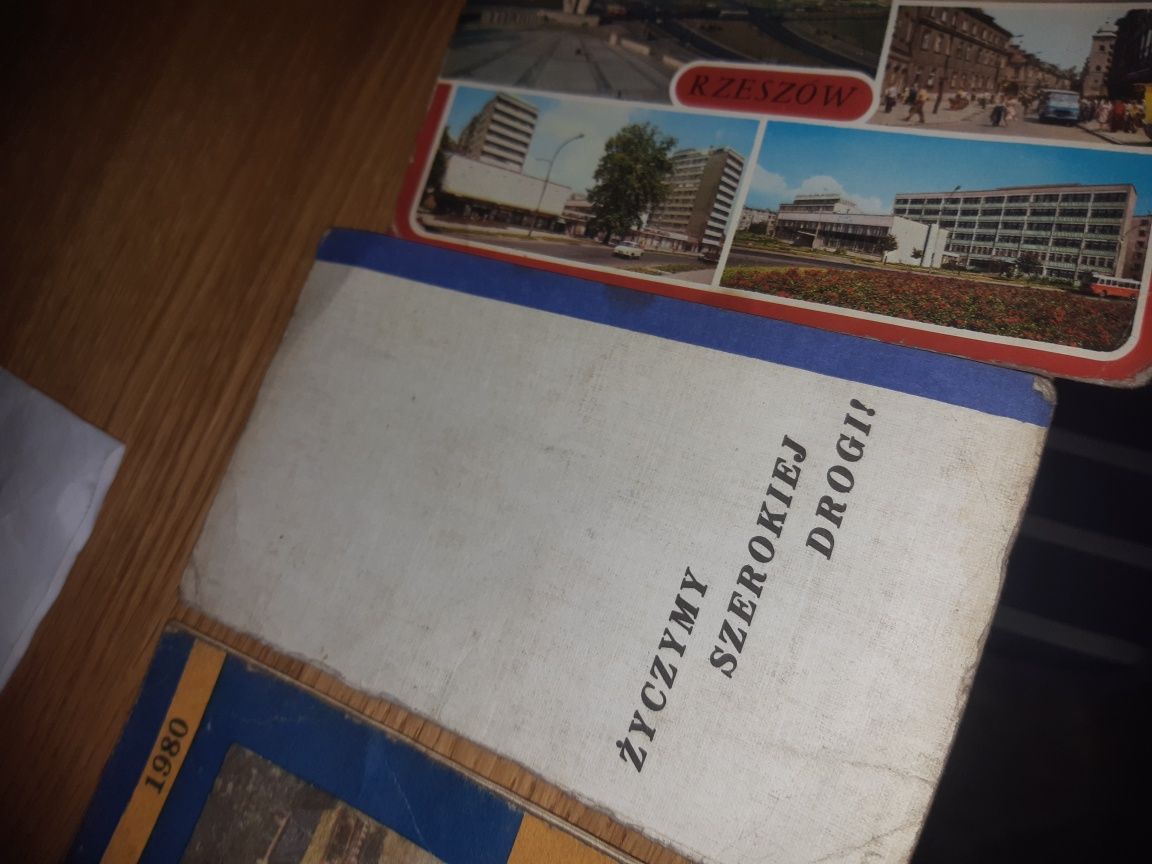 RZESZÓW
ŻYCZYMY
SZEROKIEJ
DROGI!
1980